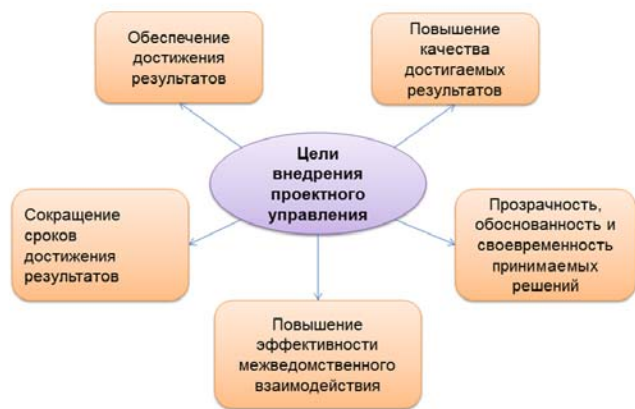 Обеспечение
достижения
результатов
Повышение
качества
достигаемых
результатов
Цели
внедрения
проектного
управления
Сокращение
сроков
достижения
результатов
Прозрачность,
обоснованность и
своевременность
принимаемых
решений
Повышение
эффективности
межведомственного
взаимодействия